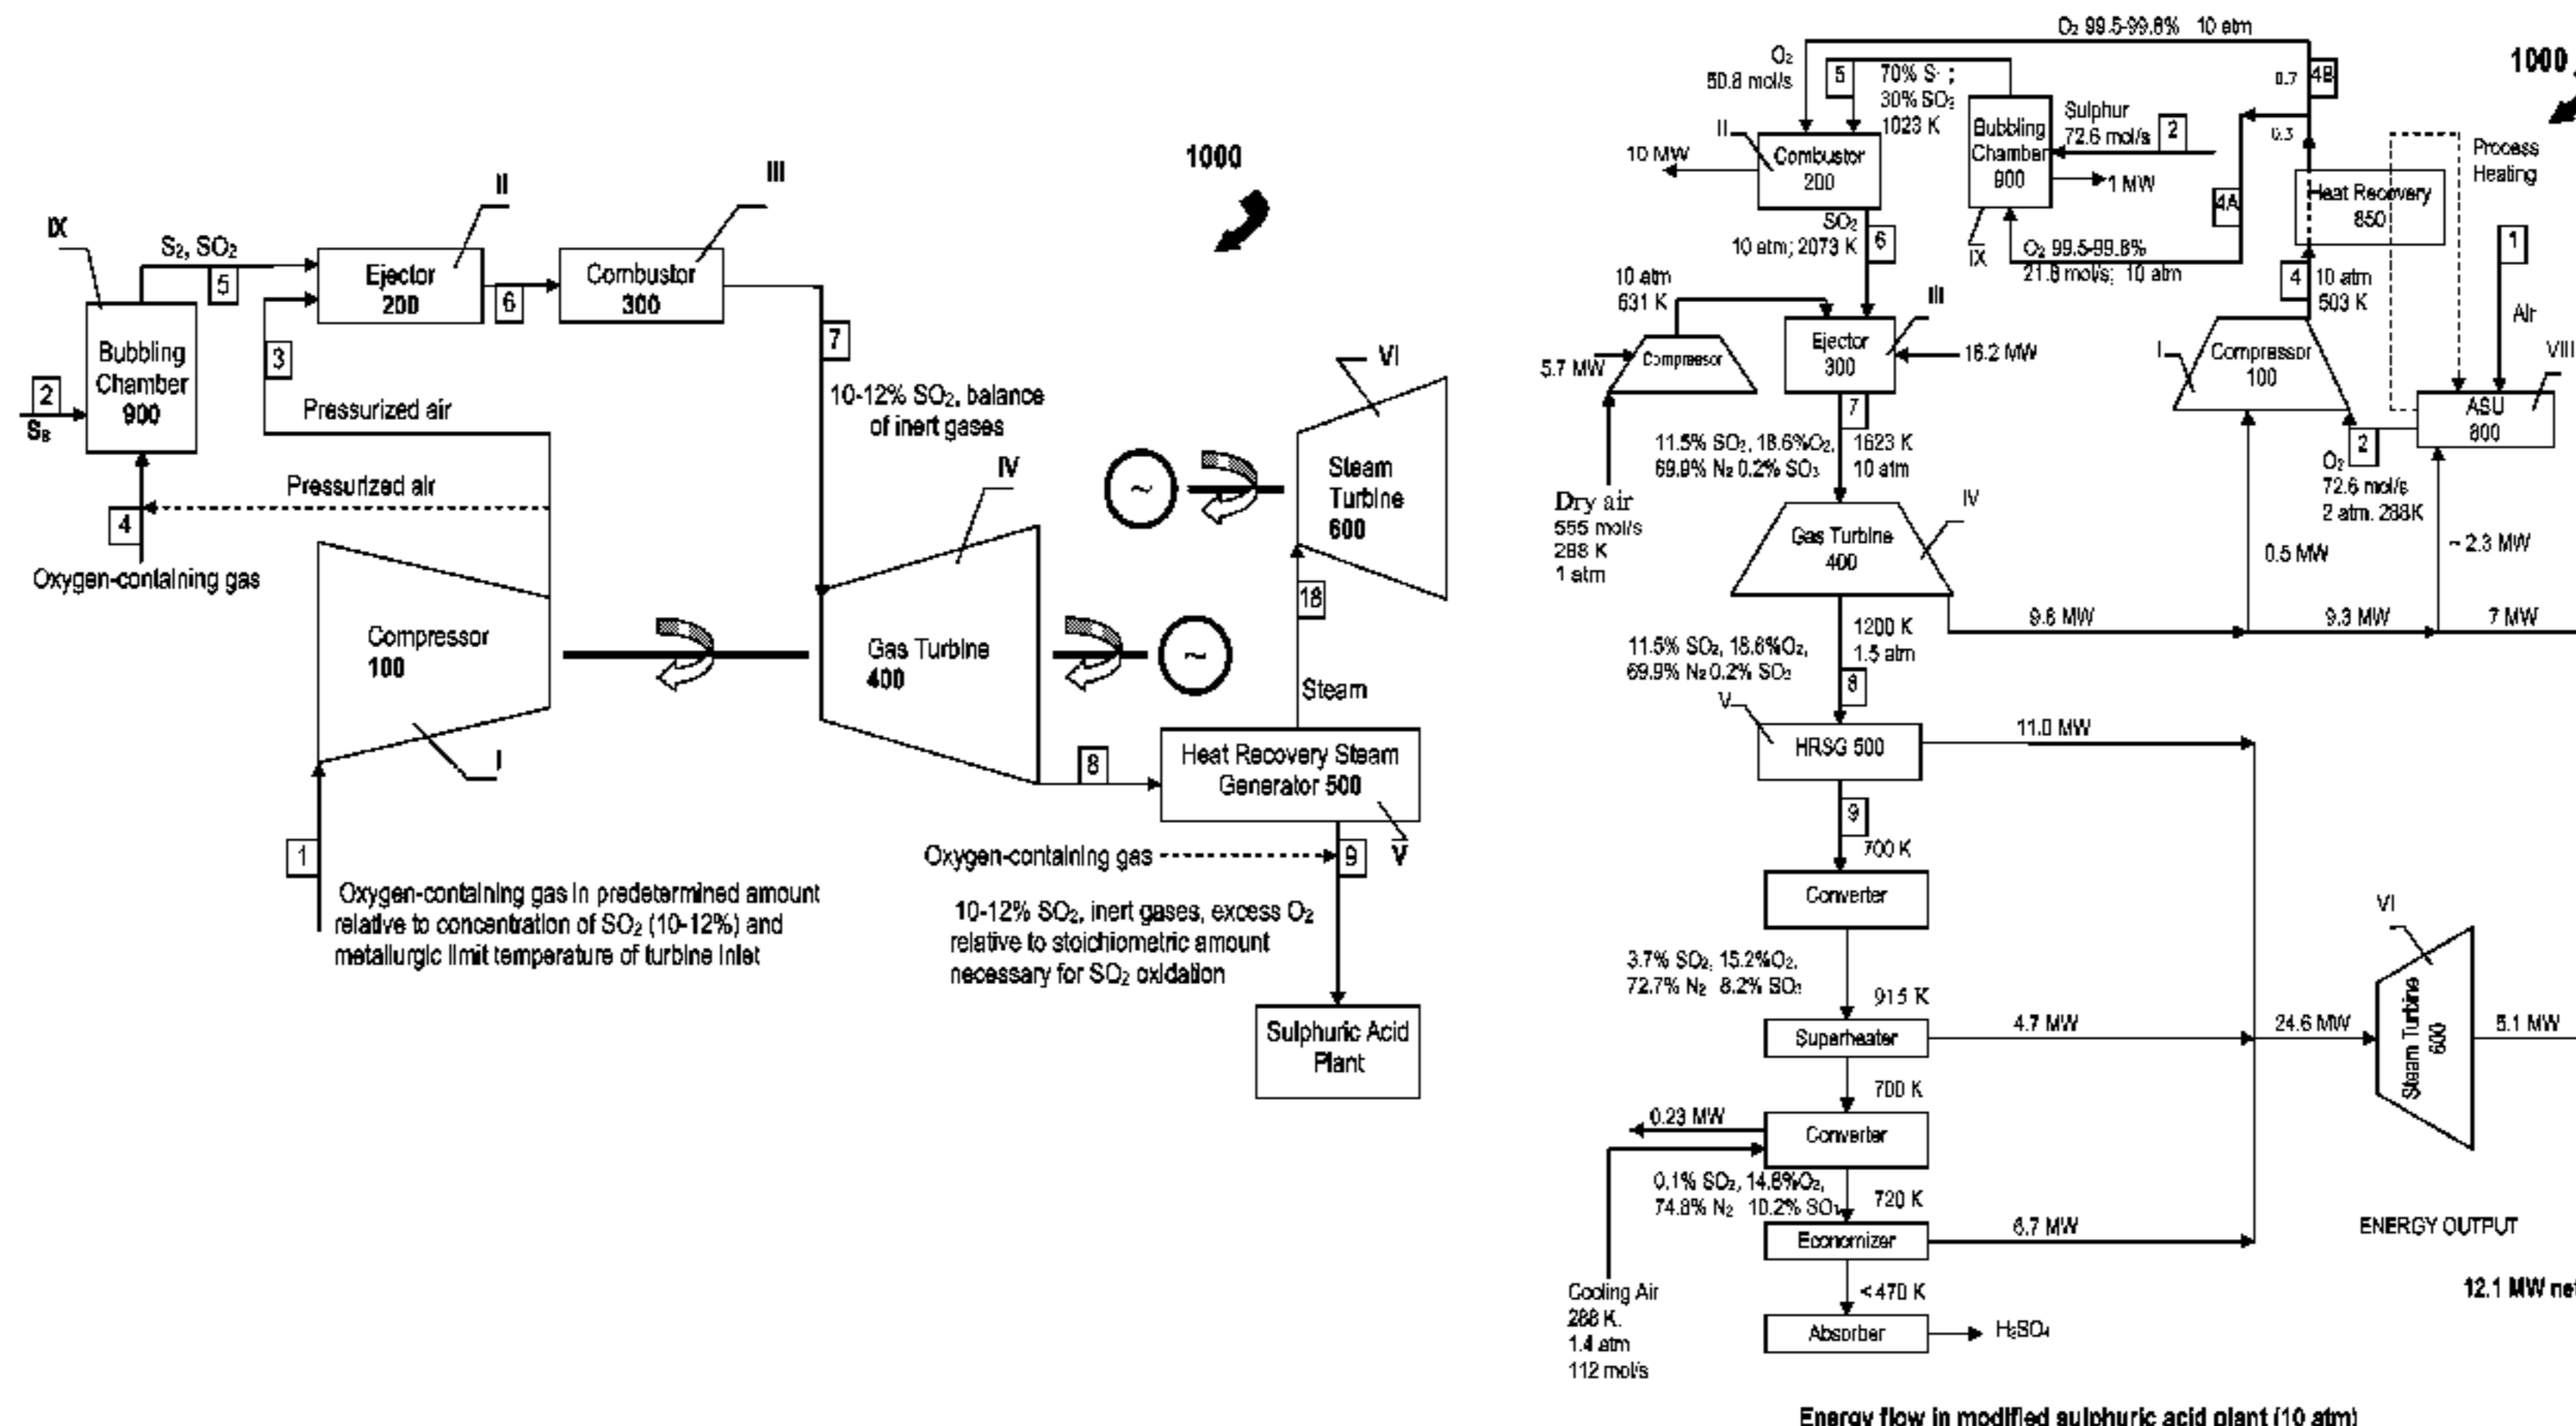 1000
III
II
IX
S₂, SO₂
5
Ejector
200
6
Combustor
300
7
Bubbling
Chamber
900
2
S₈
3
Pressurized air
Pressurized air
4
Oxygen-containing gas
10-12% SO₂, balance
of inert gases
IV
VI
~
Steam
Turbine
600
18
Steam
Compressor
100
I
Gas Turbine
400
~
8
Heat Recovery Steam
Generator 500
1
Oxygen-containing gas
9
V
Oxygen-containing gas in predetermined amount
relative to concentration of SO₂ (10-12%) and
metallurgic limit temperature of turbine inlet
10-12% SO₂, inert gases, excess O₂
relative to stoichiometric amount
necessary for SO₂ oxidation
Sulphuric Acid
Plant
O₂ 99.5-99.8% 10 atm
1000
O₂
50.8 mol/s
5
70%
30% SO₂
1023 K
0.7
4B
0.3
II
Combustor
200
10 MW
Bubbling
Chamber
900
Sulphur
72.6 mol/s
2
1 MW
IX
4A
Process
Heating
Heat Recovery
850
SO₂
10 atm; 2073 K
6
O₂ 99.5-99.8%
21.8 mol/s; 10 atm
4
10 atm
503 K
1
Air
10 atm
631 K
III
Ejector
300
16.2 MW
5.7 MW
Compressor
I
Compressor
100
VIII
ASU
800
7
11.5% SO₂, 18.6%O₂,
69.9% N₂ 0.2% SO₃
1623 K
10 atm
2
O₂
72.6 mol/s
2 atm. 288K
Dry air
555 mol/s
288 K
1 atm
IV
Gas Turbine
400
0.5 MW
~ 2.3 MW
9.8 MW
9.3 MW
7 MW
11.5% SO₂, 18.6%O₂,
69.9% N₂ 0.2% SO₃
1200 K
1.5 atm
8
V
HRSG 500
11.0 MW
9
700 K
Converter
3.7% SO₂, 15.2%O₂,
72.7% N₂ 8.2% SO₃
915 K
VI
Superheater
4.7 MW
24.6 MW
Steam Turbine
600
5.1 MW
700 K
0.23 MW
Converter
0.1% SO₂, 14.8%O₂,
74.8% N₂ 10.2% SO₃
720 K
Economizer
6.7 MW
ENERGY OUTPUT
Cooling Air
288 K.
1.4 atm
112 mol/s
<470 K
12.1 MW net
Absorber
H₂SO₄
Energy flow in modified sulphuric acid plant (10 atm)